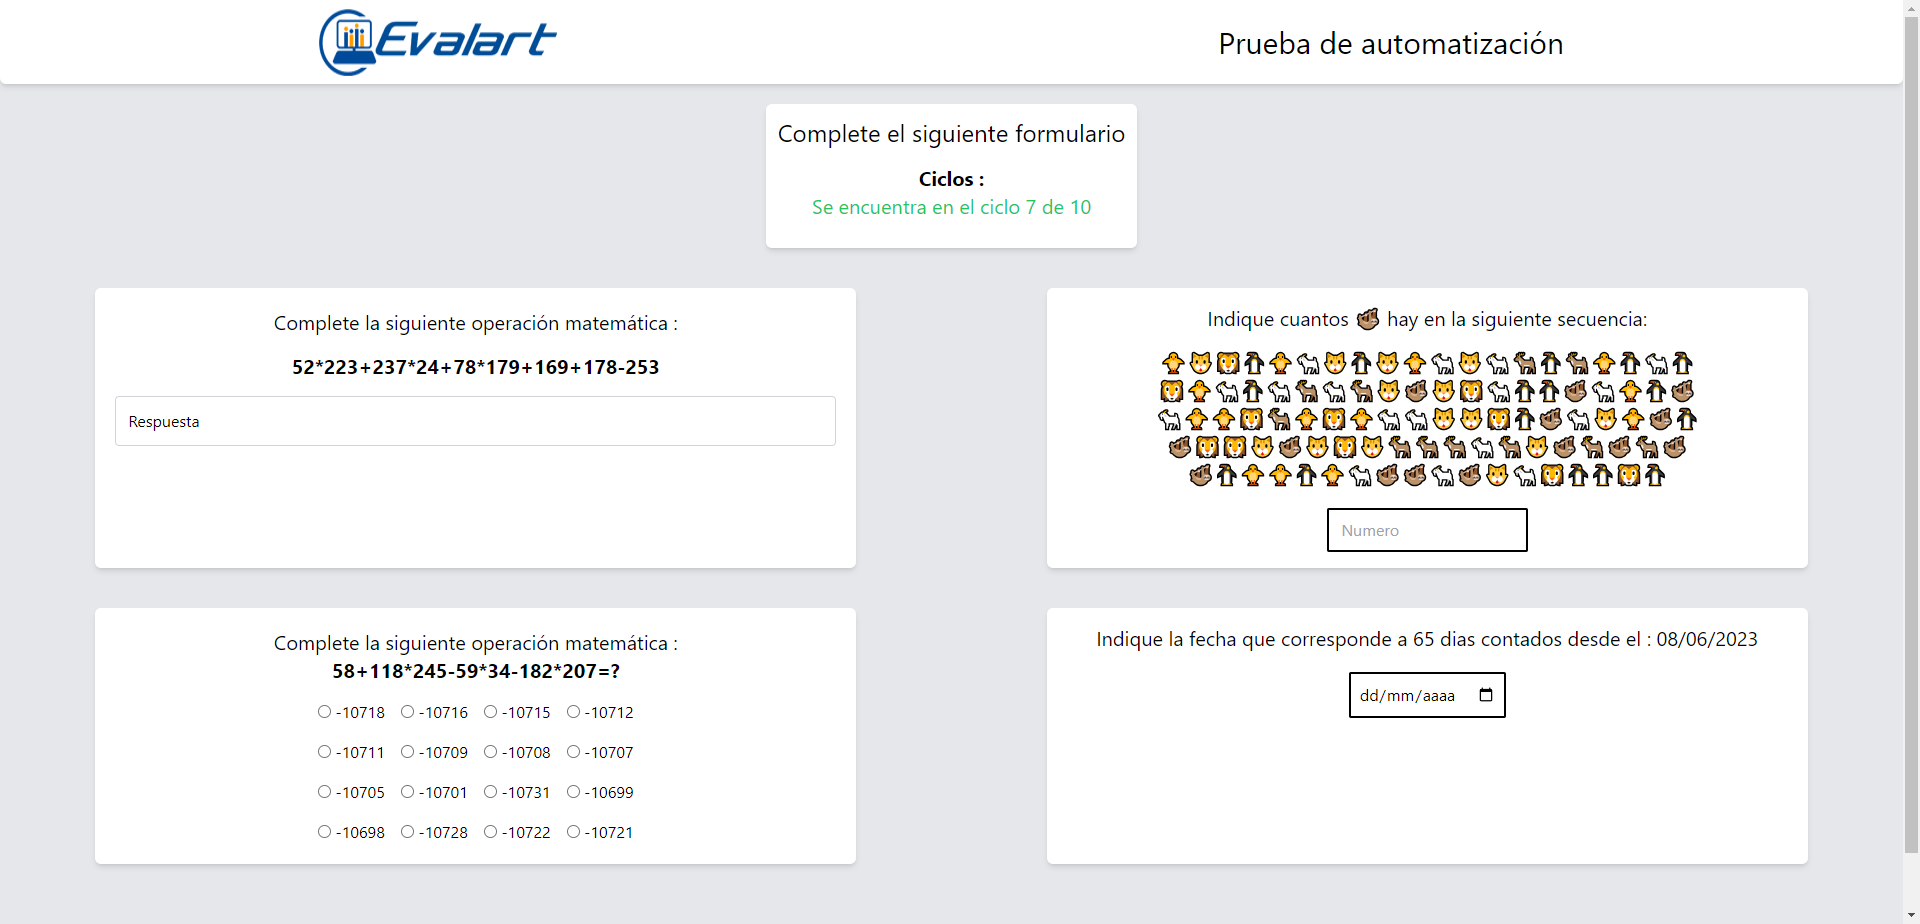 Evalart
Prueba de automatización
Complete el siguiente formulario
Ciclos :
Se encuentra en el ciclo 7 de 10
Complete la siguiente operación matemática :
52*223+237*24+78*179+169+178-253
Respuesta
Indique cuantos 🦥 hay en la siguiente secuencia:
Numero
Complete la siguiente operación matemática :
58+118*245-59*34-182*207=?
-10718 -10716 -10715 -10712
-10711 -10709 -10708 -10707
-10705 -10701 -10731 -10699
-10698 -10728 -10722 -10721
Indique la fecha que corresponde a 65 dias contados desde el : 08/06/2023
dd/mm/aaaa